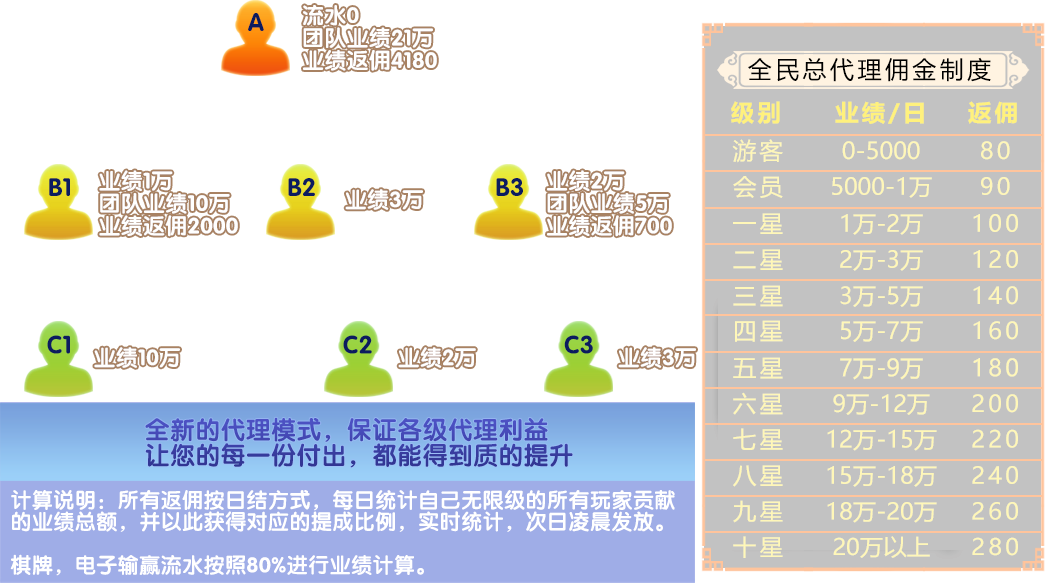 A
流水0
团队业绩21万
业绩返佣4180
B1
业绩1万
团队业绩10万
业绩返佣2000
B2
业绩3万
B3
业绩2万
团队业绩5万
业绩返佣700
C1
业绩10万
C2
业绩2万
C3
业绩3万
全新的代理模式，保证各级代理利益
让您的每一份付出，都能得到质的提升
计算说明：所有返佣按日结方式，每日统计自己无限级的所有玩家贡献
的业绩总额，并以此获得对应的提成比例，实时统计，次日凌晨发放。
棋牌，电子输赢流水按照80%进行业绩计算。
全民总代理佣金制度
级别 业绩/日 返佣
游客 0-5000 80
会员 5000-1万 90
一星 1万-2万 100
二星 2万-3万 120
三星 3万-5万 140
四星 5万-7万 160
五星 7万-9万 180
六星 9万-12万 200
七星 12万-15万 220
八星 15万-18万 240
九星 18万-20万 260
十星 20万以上 280